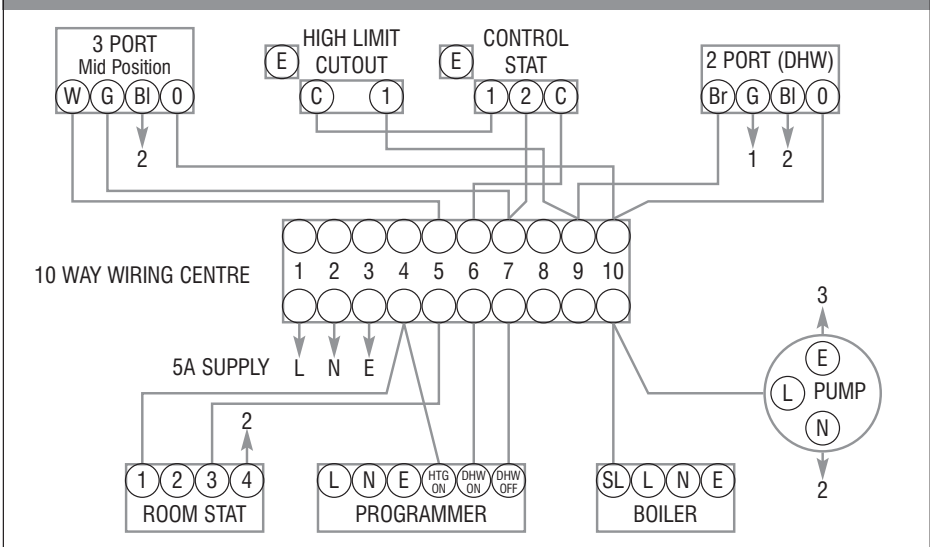 3 PORT
Mid Position
W G Bl 0
2
HIGH LIMIT
CUTOUT
E
C 1
CONTROL
STAT
E
1 2 C
2 PORT (DHW)
Br G Bl 0
1 2
10 WAY WIRING CENTRE
1 2 3 4 5 6 7 8 9 10
5A SUPPLY L N E
3
E
L PUMP
N
2
2
1 2 3 4
ROOM STAT
L N E HTG ON DHW ON DHW OFF
PROGRAMMER
SL L N E
BOILER